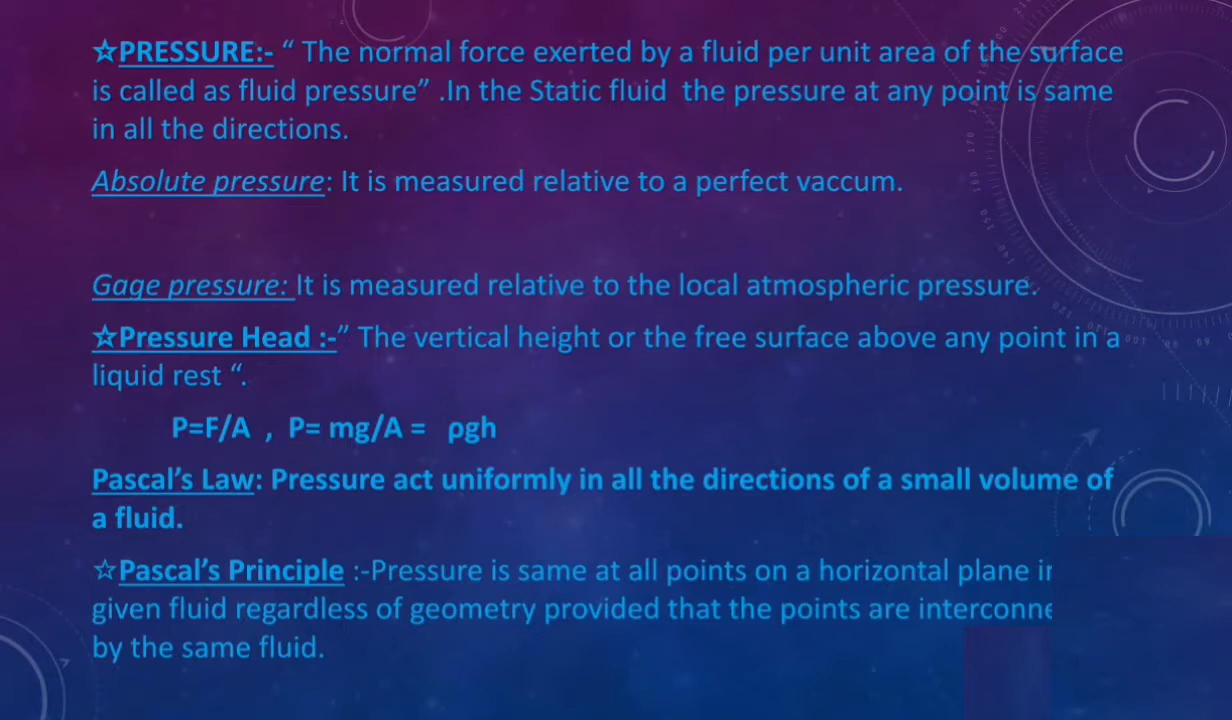 ☆PRESSURE:- “ The normal force exerted by a fluid per unit area of the surface
is called as fluid pressure” .In the Static fluid the pressure at any point is same
in all the directions.
Absolute pressure: It is measured relative to a perfect vaccum.
Gage pressure: It is measured relative to the local atmospheric pressure.
☆Pressure Head :-” The vertical height or the free surface above any point in a
liquid rest “.
P=F/A , P= mg/A = ρgh
Pascal’s Law: Pressure act uniformly in all the directions of a small volume of
a fluid.
☆Pascal’s Principle :-Pressure is same at all points on a horizontal plane
given fluid regardless of geometry provided that the points are
by the same fluid.